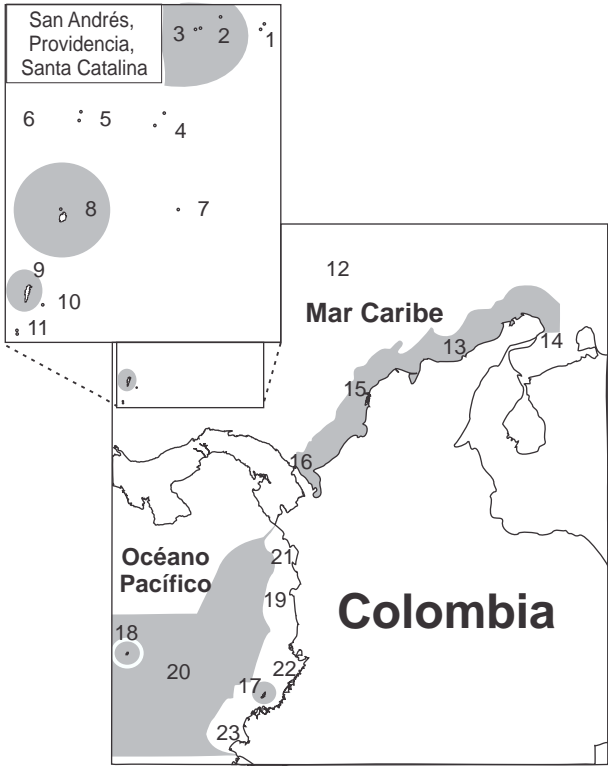 San Andrés,
Providencia,
Santa Catalina
3 2 1
6 5 4
8 7
9
10
11
12
Mar Caribe
13 14
15
16
Océano
Pacífico
21
19
Colombia
18
20 22
17
23